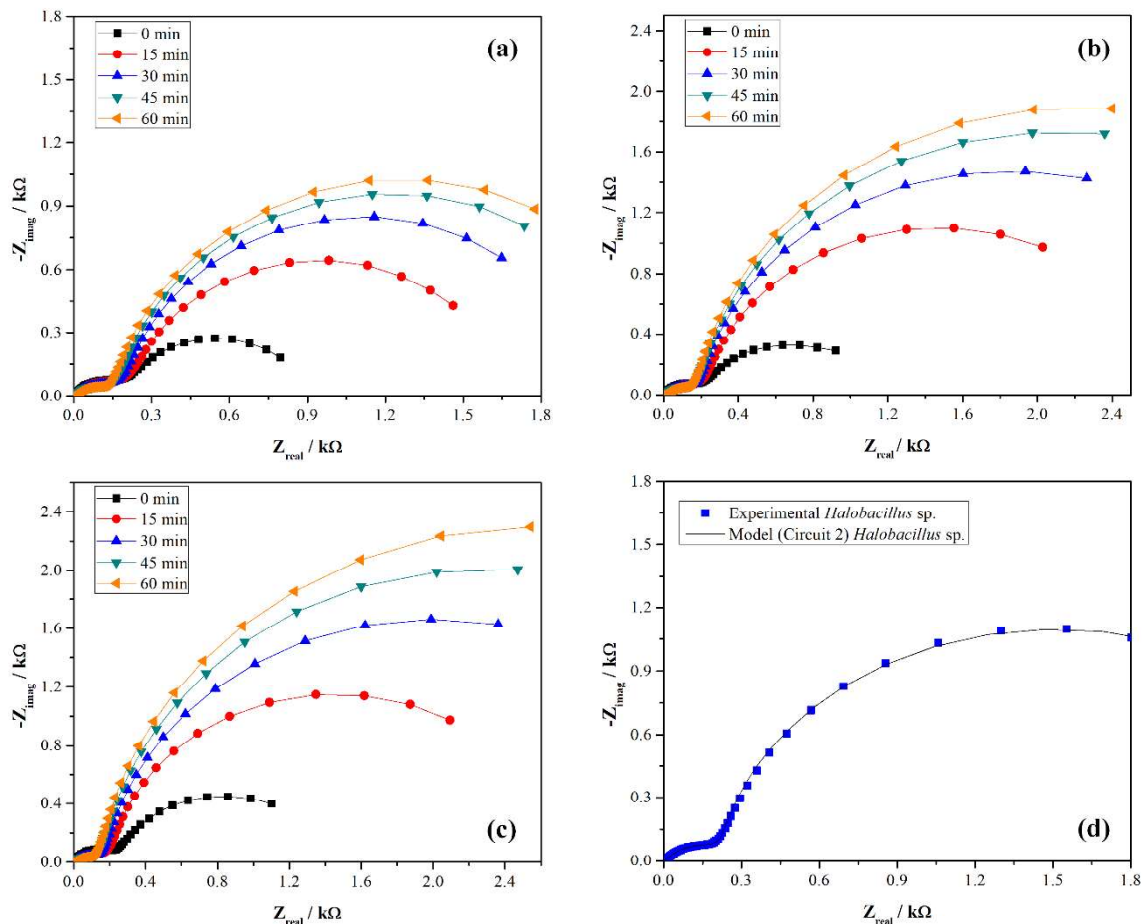 (a)
0 min
15 min
30 min
45 min
60 min
1.8
1.5
1.2
0.9
0.6
0.3
0.0
-Zimag / kΩ
0.0 0.3 0.6 0.9 1.2 1.5 1.8
Zreal / kΩ
(b)
0 min
15 min
30 min
45 min
60 min
2.4
2.0
1.6
1.2
0.8
0.4
0.0
-Zimag / kΩ
0.0 0.4 0.8 1.2 1.6 2.0 2.4
Zreal / kΩ
0 min
15 min
30 min
45 min
60 min
2.4
2.0
1.6
1.2
0.8
0.4
0.0
-Zimag / kΩ
(c)
0.0 0.4 0.8 1.2 1.6 2.0 2.4
Zreal / kΩ
Experimental Halobacillus sp.
Model (Circuit 2) Halobacillus sp.
1.8
1.5
1.2
0.9
0.6
0.3
0.0
-Zimag / kΩ
(d)
0.0 0.3 0.6 0.9 1.2 1.5 1.8
Zreal / kΩ